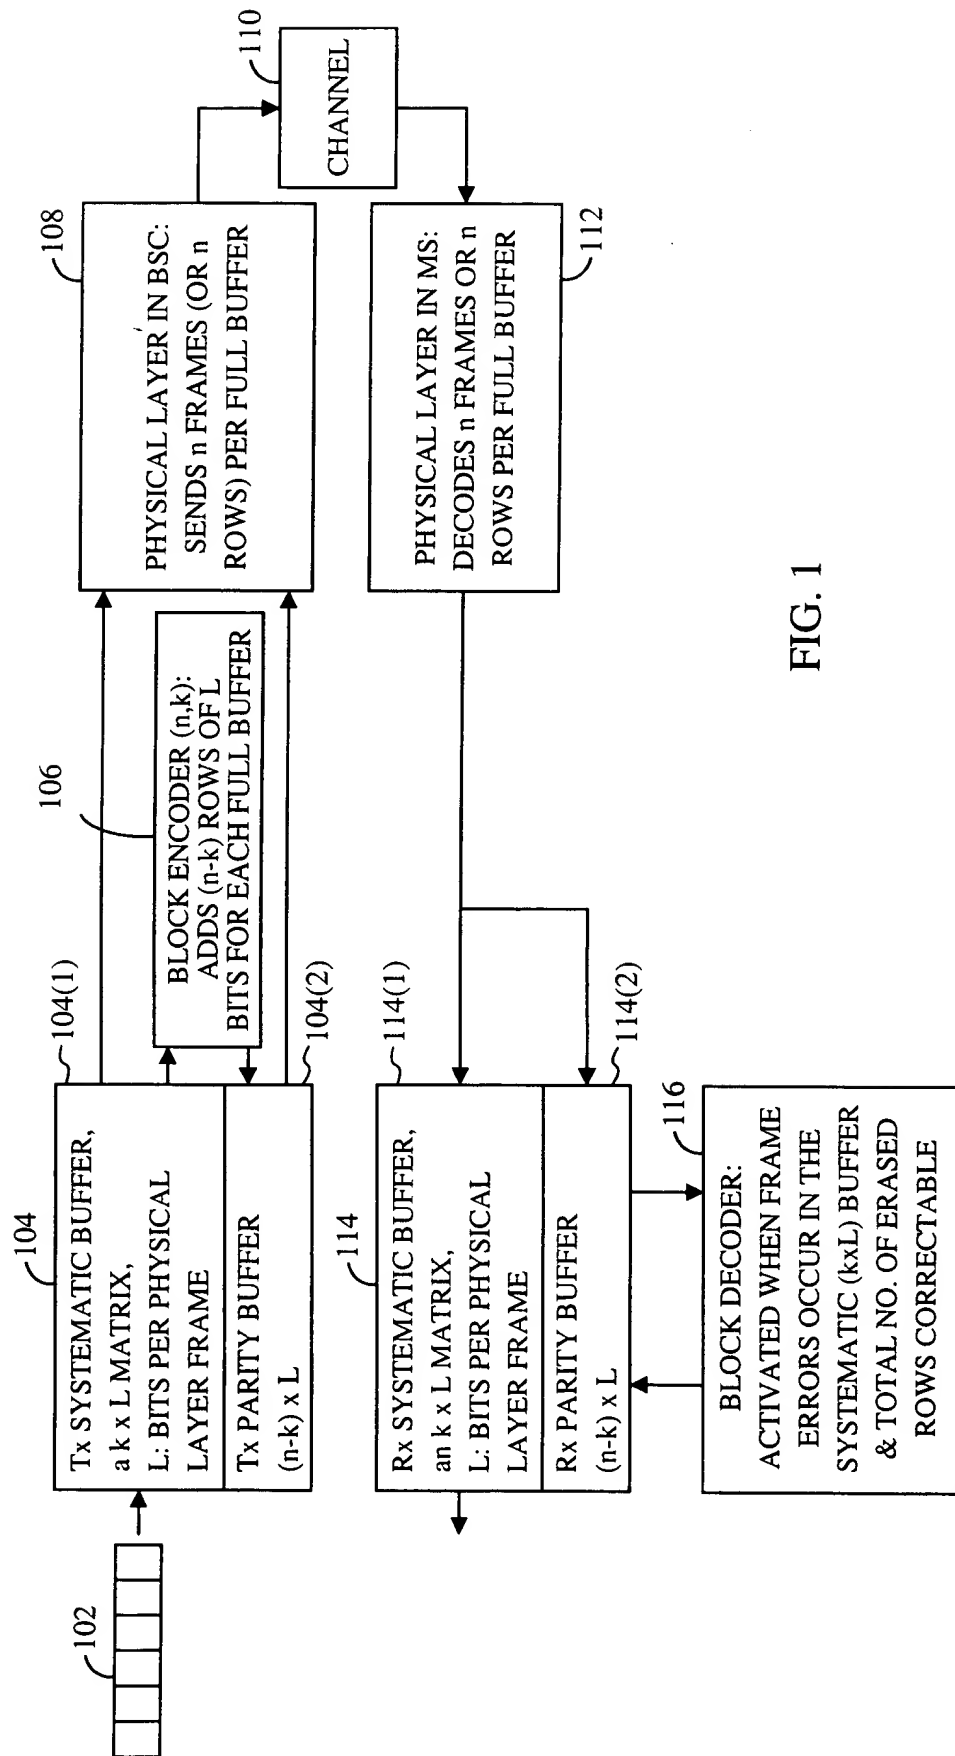 102
104
104(1)
Tx SYSTEMATIC BUFFER,
a k x L MATRIX,
L: BITS PER PHYSICAL
LAYER FRAME
Tx PARITY BUFFER
(n-k) x L
104(2)
106
BLOCK ENCODER (n,k):
ADDS (n-k) ROWS OF L
BITS FOR EACH FULL BUFFER
108
PHYSICAL LAYER IN BSC:
SENDS n FRAMES (OR n
ROWS) PER FULL BUFFER
110
CHANNEL
PHYSICAL LAYER IN MS:
DECODES n FRAMES OR n
ROWS PER FULL BUFFER
112
114
114(1)
Rx SYSTEMATIC BUFFER,
an k x L MATRIX,
L: BITS PER PHYSICAL
LAYER FRAME
Rx PARITY BUFFER
(n-k) x L
114(2)
116
BLOCK DECODER:
ACTIVATED WHEN FRAME
ERRORS OCCUR IN THE
SYSTEMATIC (kxL) BUFFER
& TOTAL NO. OF ERASED
ROWS CORRECTABLE
FIG. 1